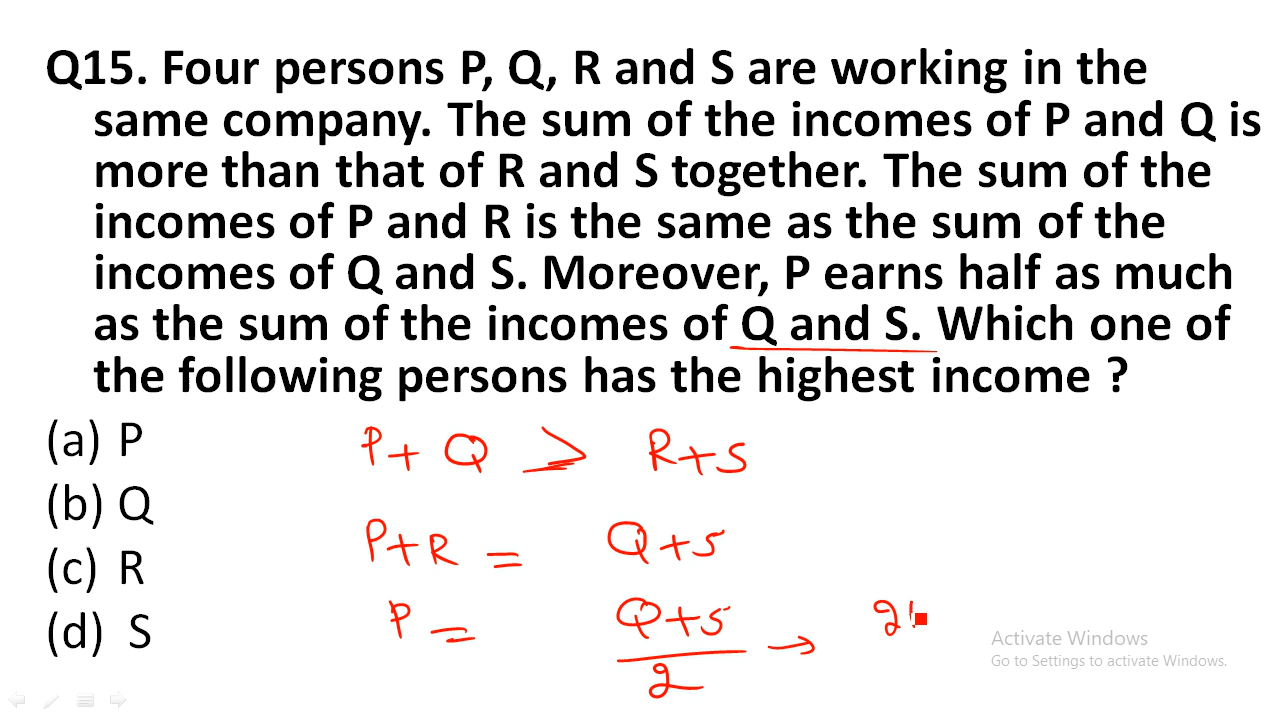 Q15. Four persons P, Q, R and S are working in the
same company. The sum of the incomes of P and Q is
more than that of R and S together. The sum of the
incomes of P and R is the same as the sum of the
incomes of Q and S. Moreover, P earns half as much
as the sum of the incomes of Q and S. Which one of
the following persons has the highest income ?
(a) P
(b) Q
(c) R
(d) S
P + Q > R+S
P+R = Q+S
P = Q+S / 2 → 2
Activate Windows
Go to Settings to activate Windows.